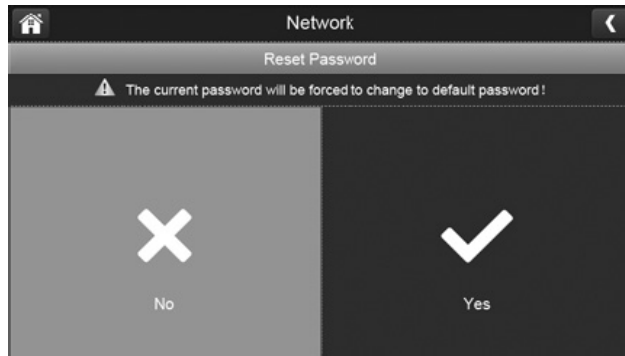 Network
Reset Password
The current password will be forced to change to default password!
No
Yes